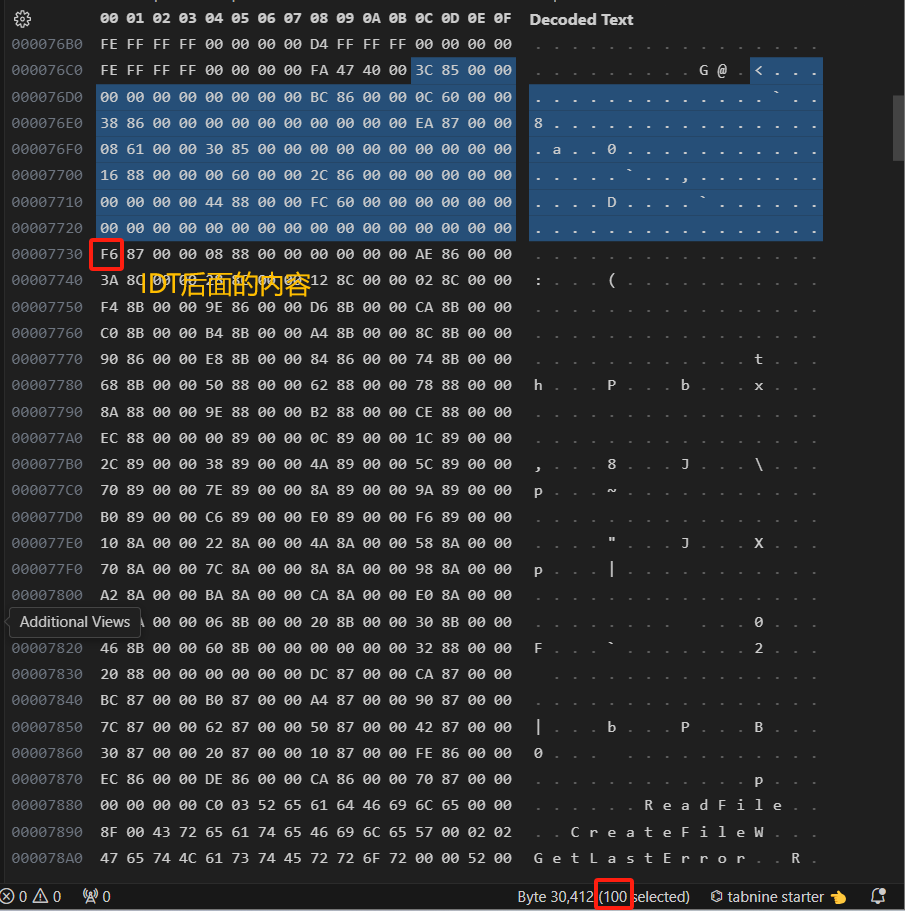 00 01 02 03 04 05 06 07 08 09 0A 0B 0C 0D 0E 0F Decoded Text
000076B0 FE FF FF FF 00 00 00 00 D4 FF FF FF 00 00 00 00 . . . . . . . . . . . . . . . .
000076C0 FE FF FF FF 00 00 00 00 FA 47 40 00 3C 85 00 00 . . . . . . . . . G @ . < . . .
000076D0 00 00 00 00 00 00 00 00 BC 86 00 00 0C 60 00 00 . . . . . . . . . . . . . ` . .
000076E0 38 86 00 00 00 00 00 00 00 00 00 00 EA 87 00 00 8 . . . . . . . . . . . . . . .
000076F0 08 61 00 00 30 85 00 00 00 00 00 00 00 00 00 00 . a . . 0 . . . . . . . . . . .
00007700 16 88 00 00 00 60 00 00 2C 86 00 00 00 00 00 00 . . . . . ` . . , . . . . . . .
00007710 00 00 00 00 44 88 00 00 FC 60 00 00 00 00 00 00 . . . . D . . . . ` . . . . . .
00007720 00 00 00 00 00 00 00 00 00 00 00 00 00 00 00 00 . . . . . . . . . . . . . . . .
00007730 F6 87 00 00 08 88 00 00 00 00 00 00 AE 86 00 00 . . . . . . . . . . . . . . . .
IDT后面的内容
00007740 3A 8C 00 00 28 8C 00 00 12 8C 00 00 02 8C 00 00 : . . . ( . . . . . . . . . . .
00007750 F4 8B 00 00 9E 86 00 00 D6 8B 00 00 CA 8B 00 00 . . . . . . . . . . . . . . . .
00007760 C0 8B 00 00 B4 8B 00 00 A4 8B 00 00 8C 8B 00 00 . . . . . . . . . . . . . . . .
00007770 90 86 00 00 E8 8B 00 00 84 86 00 00 74 8B 00 00 . . . . . . . . . . . . t . . .
00007780 68 8B 00 00 50 88 00 00 62 88 00 00 78 88 00 00 h . . . P . . . b . . . x . . .
00007790 8A 88 00 00 9E 88 00 00 B2 88 00 00 CE 88 00 00 . . . . . . . . . . . . . . . .
000077A0 EC 88 00 00 00 89 00 00 0C 89 00 00 1C 89 00 00 . . . . . . . . . . . . . . . .
000077B0 2C 89 00 00 38 89 00 00 4A 89 00 00 5C 89 00 00 , . . . 8 . . . J . . . \ . . .
000077C0 70 89 00 00 7E 89 00 00 8A 89 00 00 9A 89 00 00 p . . . ~ . . . . . . . . . . .
000077D0 B0 89 00 00 C6 89 00 00 E0 89 00 00 F6 89 00 00 . . . . . . . . . . . . . . . .
000077E0 10 8A 00 00 22 8A 00 00 4A 8A 00 00 58 8A 00 00 . . . . " . . . J . . . X . . .
000077F0 70 8A 00 00 7C 8A 00 00 8A 8A 00 00 98 8A 00 00 p . . . | . . . . . . . . . . .
00007800 A2 8A 00 00 BA 8A 00 00 CA 8A 00 00 E0 8A 00 00 . . . . . . . . . . . . . . . .
Additional Views 00 00 06 8B 00 00 20 8B 00 00 30 8B 00 00 . . . . . . . . . . . 0 . . .
00007820 46 8B 00 00 60 8B 00 00 00 00 00 00 32 88 00 00 F . . . ` . . . . . . . 2 . . .
00007830 20 88 00 00 00 00 00 00 DC 87 00 00 CA 87 00 00 . . . . . . . . . . . . . . .
00007840 BC 87 00 00 B0 87 00 00 A4 87 00 00 90 87 00 00 . . . . . . . . . . . . . . . .
00007850 7C 87 00 00 62 87 00 00 50 87 00 00 42 87 00 00 | . . . b . . . P . . . B . . .
00007860 30 87 00 00 20 87 00 00 10 87 00 00 FE 86 00 00 0 . . . . . . . . . . . . . .
00007870 EC 86 00 00 DE 86 00 00 CA 86 00 00 70 87 00 00 . . . . . . . . . . . . p . . .
00007880 00 00 00 00 C0 03 52 65 61 64 46 69 6C 65 00 00 . . . . . . R e a d F i l e . .
00007890 8F 00 43 72 65 61 74 65 46 69 6C 65 57 00 02 02 . . C r e a t e F i l e W . . .
000078A0 47 65 74 4C 61 73 74 45 72 72 6F 72 00 00 52 00 G e t L a s t E r r o r . . R .
0 0 0 Byte 30,412 (100 selected) tabnine starter